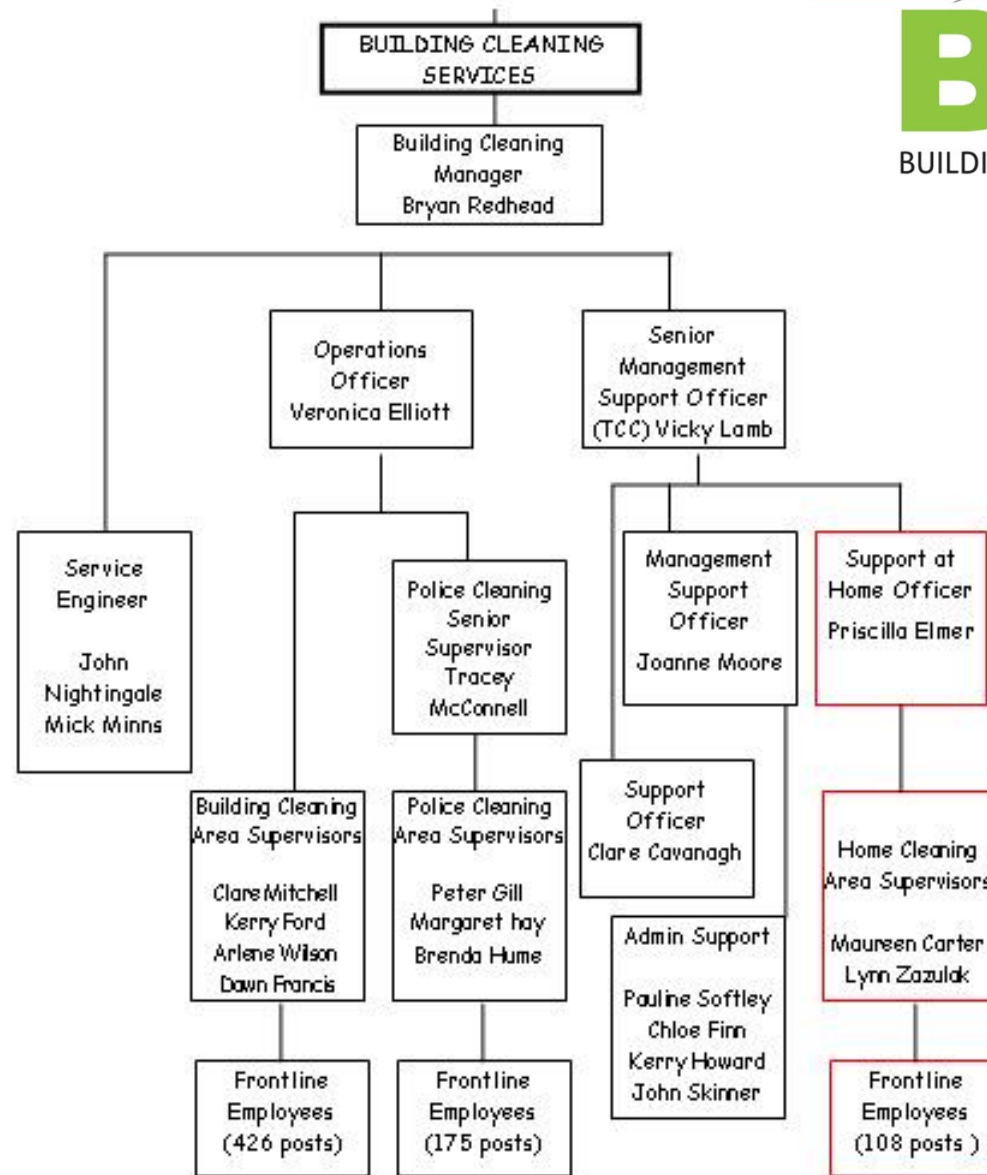 BUILDING CLEANING
SERVICES
B
BUILDI
Building Cleaning
Manager
Bryan Redhead
Operations
Officer
Veronica Elliott
Senior
Management
Support Officer
(TCC) Vicky Lamb
Service
Engineer
John
Nightingale
Mick Minns
Police Cleaning
Senior
Supervisor
Tracey
McConnell
Management
Support
Officer
Joanne Moore
Support at
Home Officer
Priscilla Elmer
Building Cleaning
Area Supervisors
Clare Mitchell
Kerry Ford
Arlene Wilson
Dawn Francis
Police Cleaning
Area Supervisors
Peter Gill
Margaret hay
Brenda Hume
Support
Officer
Clare Cavanagh
Admin Support
Pauline Softley
Chloe Finn
Kerry Howard
John Skinner
Home Cleaning
Area Supervisors
Maureen Carter
Lynn Zazulak
Frontline
Employees
(426 posts)
Frontline
Employees
(175 posts)
Frontline
Employees
(108 posts )